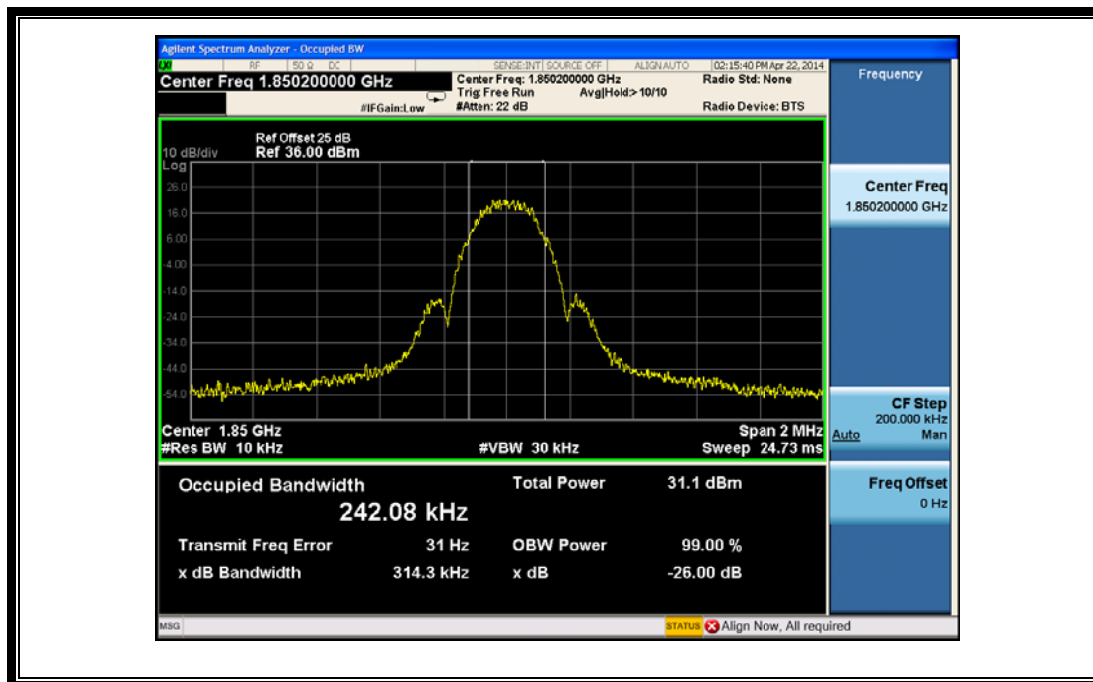 Agilent Spectrum Analyzer - Occupied BW
LXI RF 50 Ω DC SENSE:INT SOURCE OFF ALIGNAUTO 02:15:40 PM Apr 22, 2014
Center Freq 1.850200000 GHz
Center Freq: 1.850200000 GHz Radio Std: None
Trig: Free Run Avg|Hold:> 10/10
#IFGain:Low #Atten: 22 dB Radio Device: BTS
Ref Offset 25 dB
10 dB/div Ref 36.00 dBm
Log
26.0
16.0
6.00
-4.00
-14.0
-24.0
-34.0
-44.0
-54.0
Center 1.85 GHz Span 2 MHz
#Res BW 10 kHz #VBW 30 kHz Sweep 24.73 ms
Occupied Bandwidth Total Power 31.1 dBm
242.08 kHz
Transmit Freq Error 31 Hz OBW Power 99.00 %
x dB Bandwidth 314.3 kHz x dB -26.00 dB
MSG STATUS Align Now, All required
Frequency
Center Freq
1.850200000 GHz
CF Step
200.000 kHz
Auto Man
Freq Offset
0 Hz